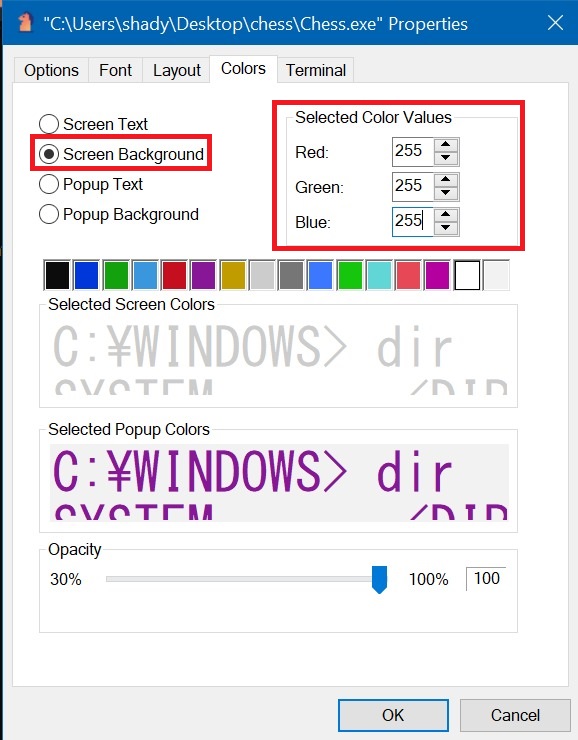 "C:\Users\shady\Desktop\chess\Chess.exe" Properties
Options Font Layout Colors Terminal
Screen Text
Screen Background
Popup Text
Popup Background
Selected Color Values
Red: 255
Green: 255
Blue: 255
Selected Screen Colors
C:¥WINDOWS> dir
SYSTEM <DIR
Selected Popup Colors
C:¥WINDOWS> dir
SYSTEM <DIR
Opacity
30% 100% 100
OK Cancel